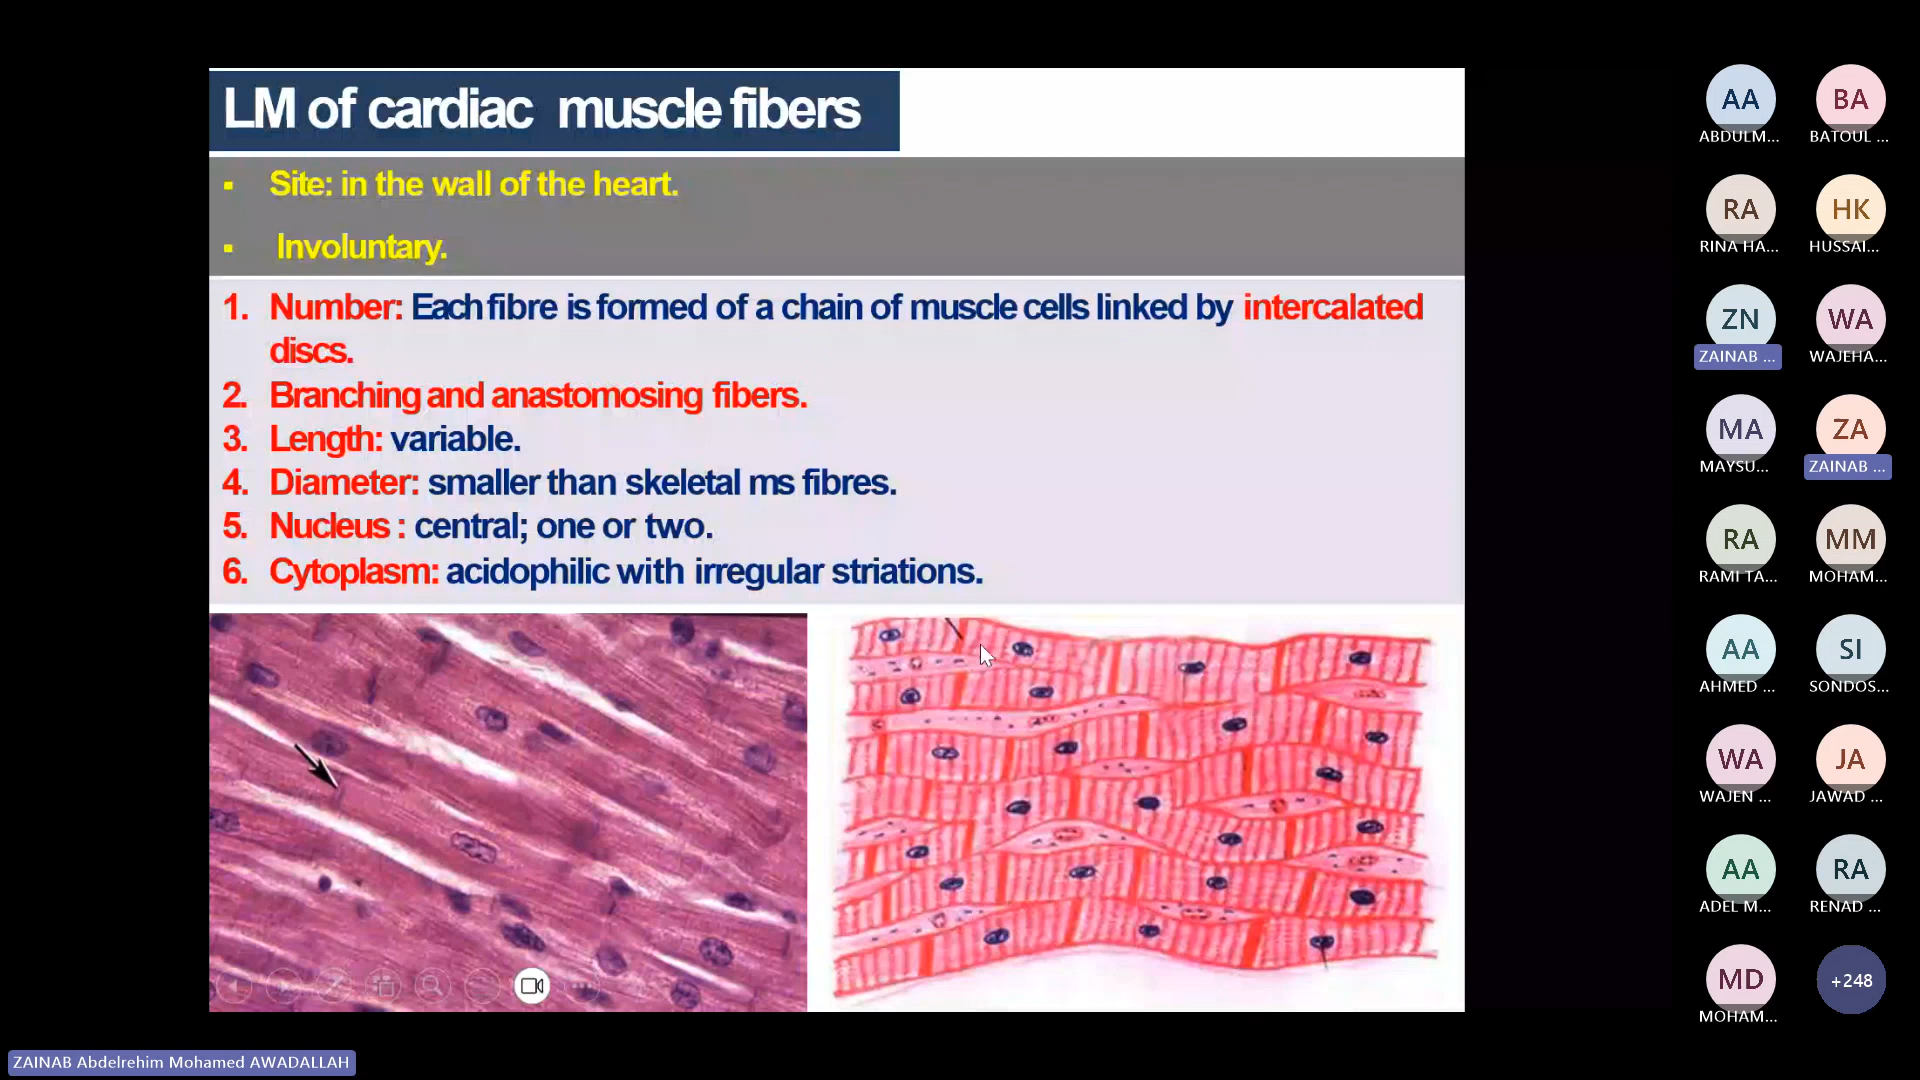 LM of cardiac muscle fibers
▪ Site: in the wall of the heart.
▪ Involuntary.
1. Number: Each fibre is formed of a chain of muscle cells linked by intercalated
discs.
2. Branching and anastomosing fibers.
3. Length: variable.
4. Diameter: smaller than skeletal ms fibres.
5. Nucleus : central; one or two.
6. Cytoplasm: acidophilic with irregular striations.
AA BA
ABDULM... BATOUL ...
RA HK
RINA HA... HUSSAI...
ZN WA
ZAINAB ... WAJEHA...
MA ZA
MAYSU... ZAINAB ...
RA MM
RAMI TA... MOHAM...
AA SI
AHMED ... SONDOS...
WA JA
WAJEN ... JAWAD ...
AA RA
ADEL M... RENAD ...
MD +248
MOHAM...
ZAINAB Abdelrehim Mohamed AWADALLAH